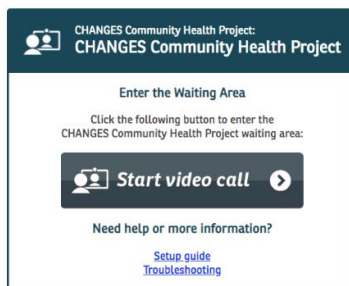 CHANGES Community Health Project:
CHANGES Community Health Project
Enter the Waiting Area
Click the following button to enter the
CHANGES Community Health Project waiting area:
Start video call
Need help or more information?
Setup guide
Troubleshooting